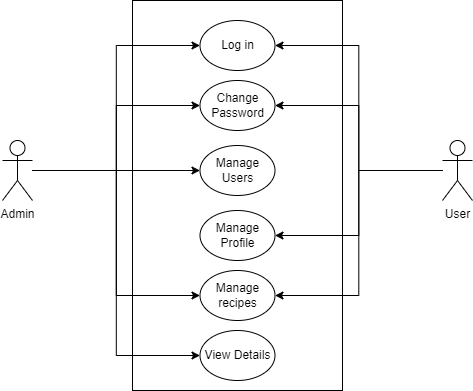 Log in
Change
Password
Manage
Users
Admin
User
Manage
Profile
Manage
recipes
View Details